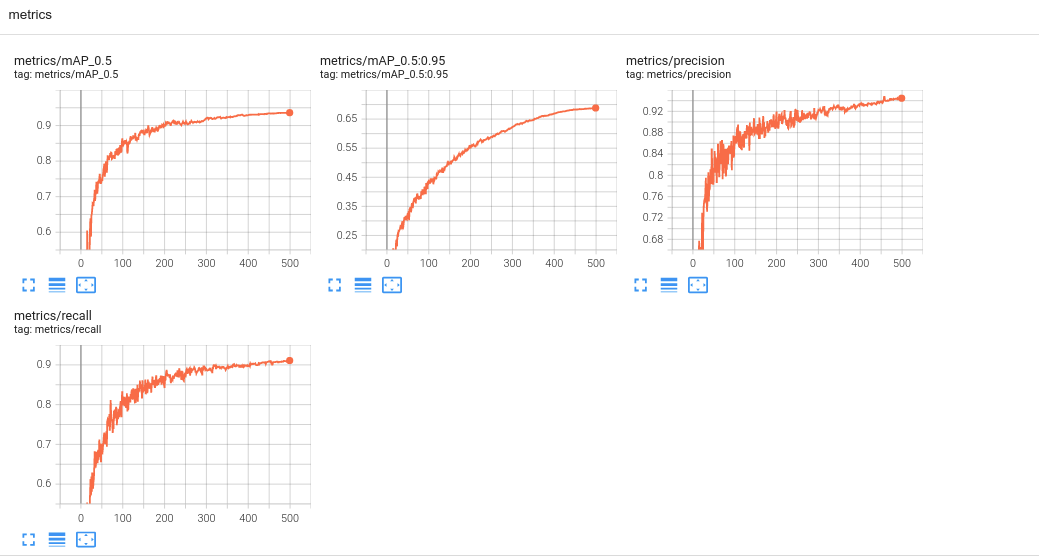 metrics
metrics/mAP_0.5
tag: metrics/mAP_0.5
0.9
0.8
0.7
0.6
0 100 200 300 400 500
metrics/mAP_0.5:0.95
tag: metrics/mAP_0.5:0.95
0.65
0.55
0.45
0.35
0.25
0 100 200 300 400 500
metrics/precision
tag: metrics/precision
0.92
0.88
0.84
0.8
0.76
0.72
0.68
0 100 200 300 400 500
metrics/recall
tag: metrics/recall
0.9
0.8
0.7
0.6
0 100 200 300 400 500